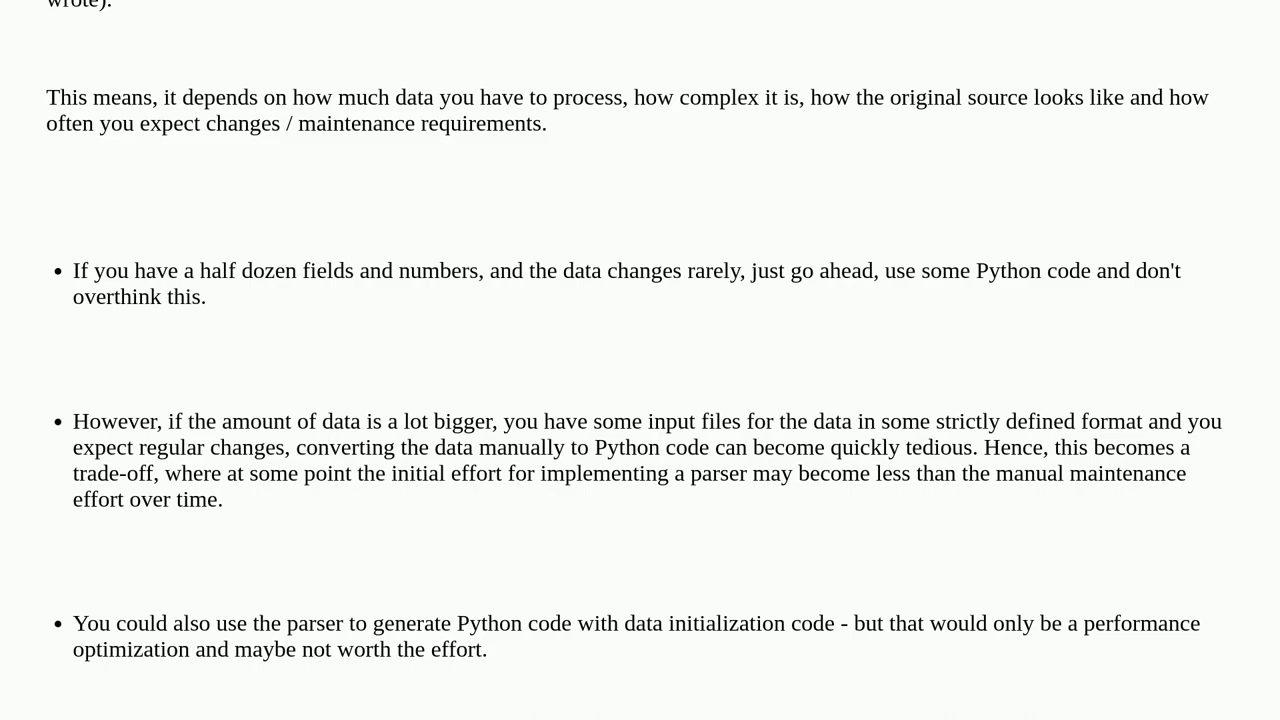 wrote).
This means, it depends on how much data you have to process, how complex it is, how the original source looks like and how
often you expect changes / maintenance requirements.
• If you have a half dozen fields and numbers, and the data changes rarely, just go ahead, use some Python code and don't
overthink this.
• However, if the amount of data is a lot bigger, you have some input files for the data in some strictly defined format and you
expect regular changes, converting the data manually to Python code can become quickly tedious. Hence, this becomes a
trade-off, where at some point the initial effort for implementing a parser may become less than the manual maintenance
effort over time.
• You could also use the parser to generate Python code with data initialization code - but that would only be a performance
optimization and maybe not worth the effort.